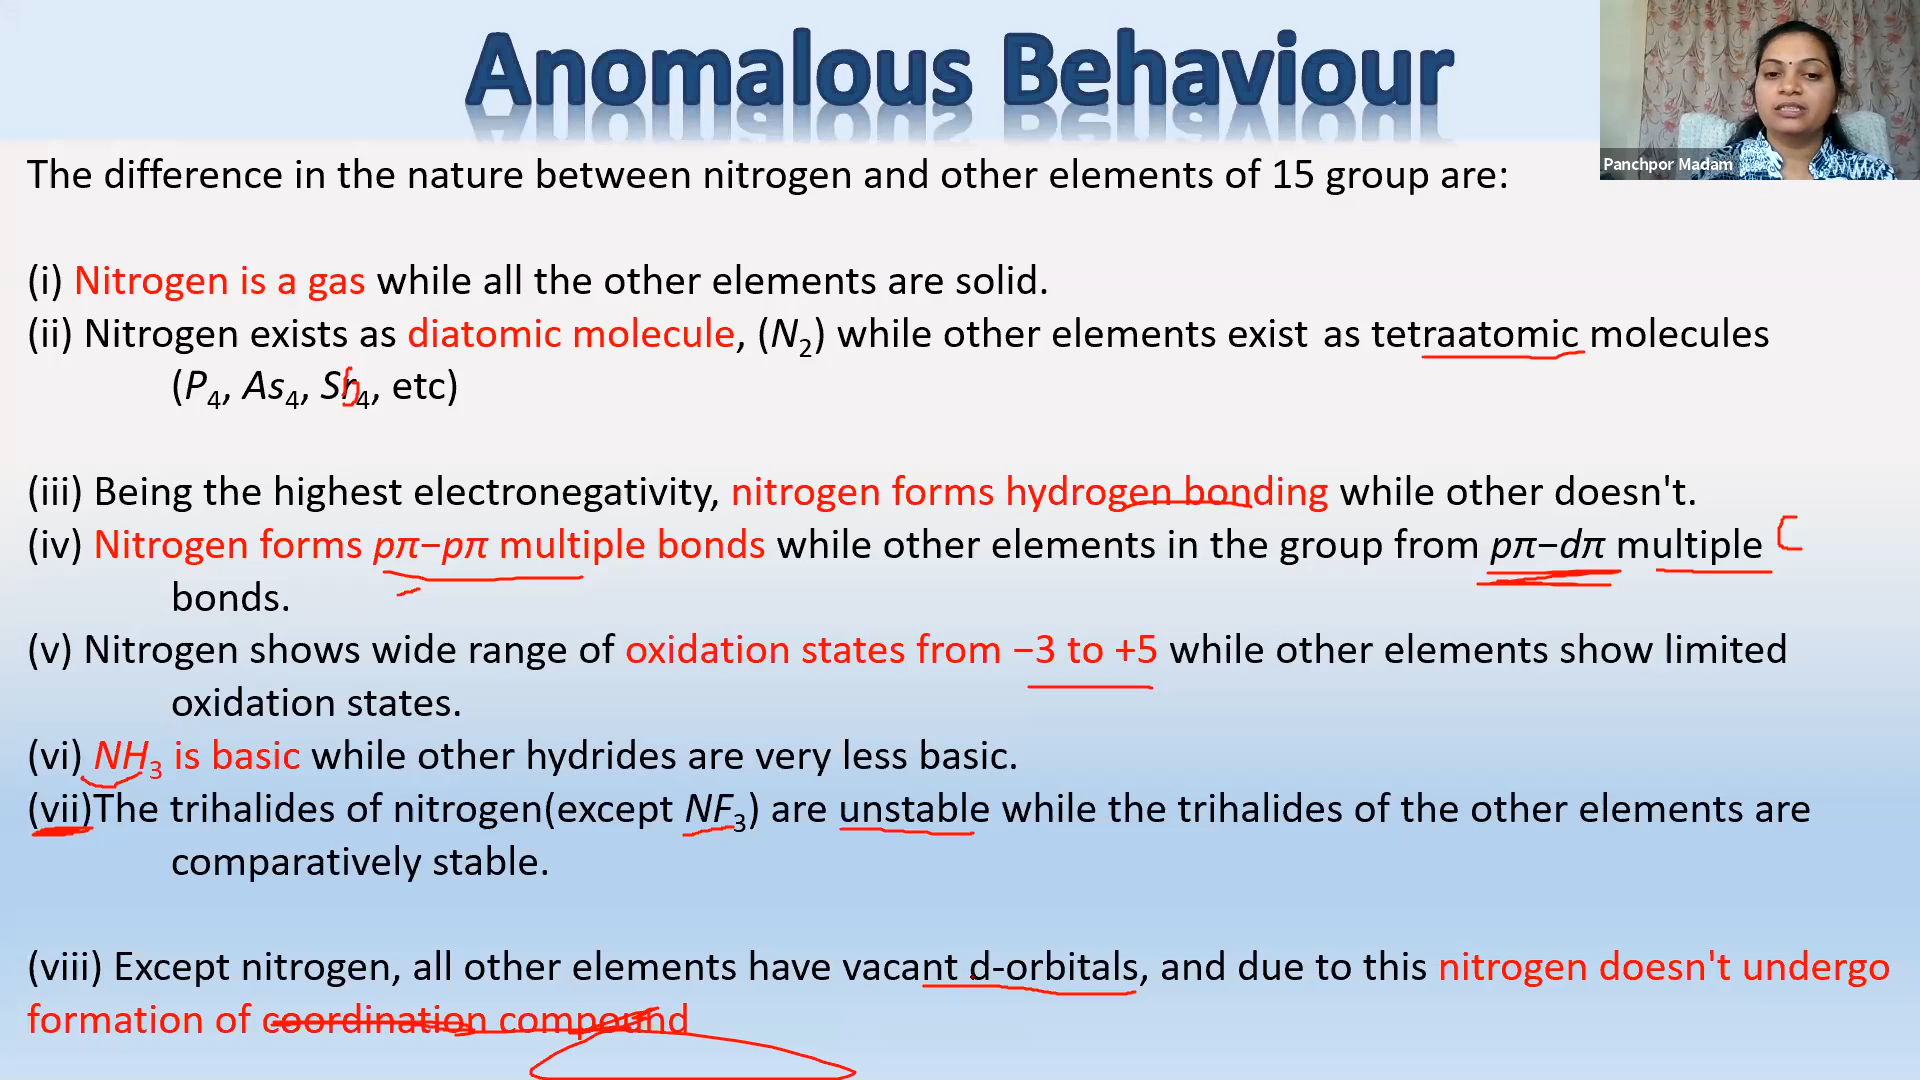 Anomalous Behaviour
Panchpor Madam
The difference in the nature between nitrogen and other elements of 15 group are:
(i) Nitrogen is a gas while all the other elements are solid.
(ii) Nitrogen exists as diatomic molecule, (N₂) while other elements exist as tetraatomic molecules
(P₄, As₄, Sb₄, etc)
(iii) Being the highest electronegativity, nitrogen forms hydrogen bonding while other doesn't.
(iv) Nitrogen forms pπ−pπ multiple bonds while other elements in the group from pπ−dπ multiple
bonds.
(v) Nitrogen shows wide range of oxidation states from −3 to +5 while other elements show limited
oxidation states.
(vi) NH₃ is basic while other hydrides are very less basic.
(vii)The trihalides of nitrogen(except NF₃) are unstable while the trihalides of the other elements are
comparatively stable.
(viii) Except nitrogen, all other elements have vacant d-orbitals, and due to this nitrogen doesn't undergo
formation of coordination compound